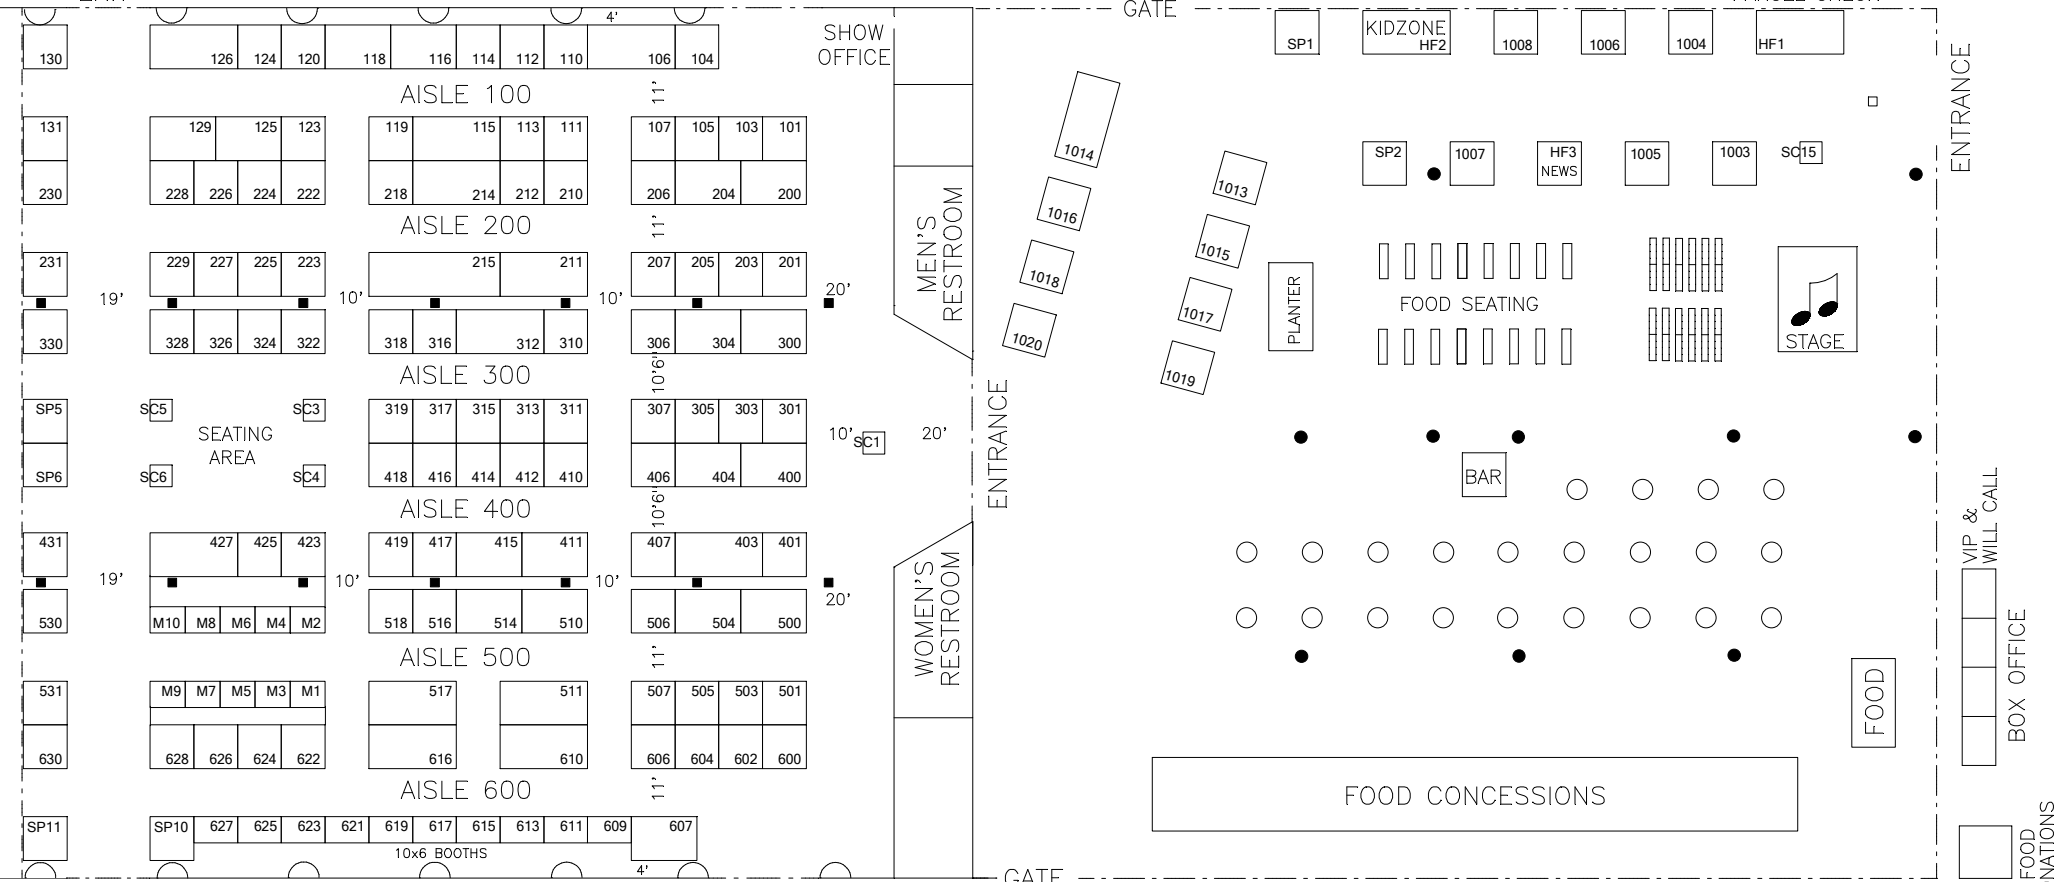 GATE
4'
130
126 124 120 118 116 114 112 110 106 104
SHOW
OFFICE
SP1
KIDZONE
HF2
1008
1006
1004
HF1
ENTRANCE
AISLE 100
11'
131
129 125 123
119 115 113 111
107 105 103 101
230
228 226 224 222
218 214 212 210
206 204 200
1014
1013
SP2
1007
HF3
NEWS
1005
1003
SC15
AISLE 200
11'
MEN'S
RESTROOM
1016
1015
231
229 227 225 223
215 211
207 205 203 201
19'
10'
10'
20'
1018
1017
PLANTER
FOOD SEATING
STAGE
330
328 326 324 322
318 316 312 310
306 304 300
1020
1019
AISLE 300
10'6"
SP5
SC5
SC3
319 317 315 313 311
307 305 303 301
SEATING
AREA
10'
SC1
20'
ENTRANCE
SP6
SC6
SC4
418 416 414 412 410
406 404 400
BAR
AISLE 400
10'6"
VIP &
WILL CALL
431
427 425 423
419 417 415 411
407 403 401
19'
10'
10'
20'
530
M10 M8 M6 M4 M2
518 516 514 510
506 504 500
WOMEN'S
RESTROOM
AISLE 500
11'
BOX OFFICE
531
M9 M7 M5 M3 M1
517 511
507 505 503 501
FOOD
630
628 626 624 622
616 610
606 604 602 600
AISLE 600
11'
FOOD CONCESSIONS
SP11
SP10 627 625 623 621 619 617 615 613 611 609 607
10x6 BOOTHS
4'
GATE
FOOD